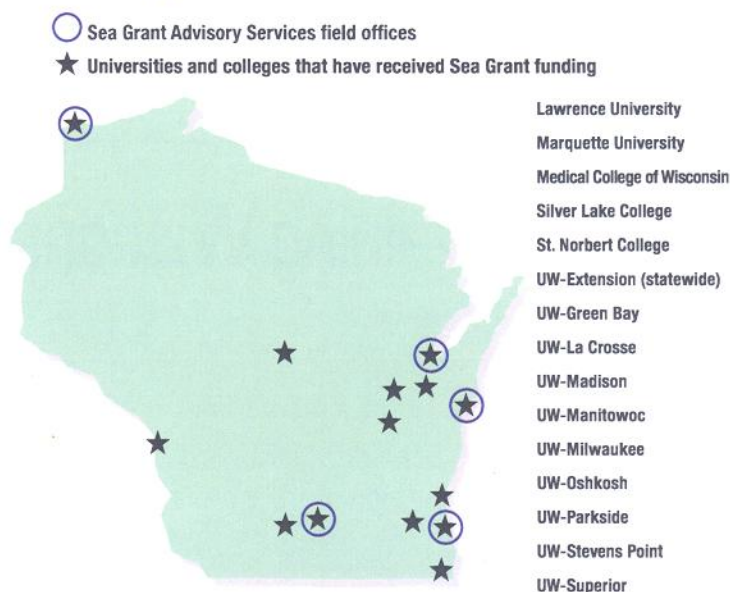 Sea Grant Advisory Services field offices
Universities and colleges that have received Sea Grant funding
Lawrence University
Marquette University
Medical College of Wisconsin
Silver Lake College
St. Norbert College
UW-Extension (statewide)
UW-Green Bay
UW-La Crosse
UW-Madison
UW-Manitowoc
UW-Milwaukee
UW-Oshkosh
UW-Parkside
UW-Stevens Point
UW-Superior